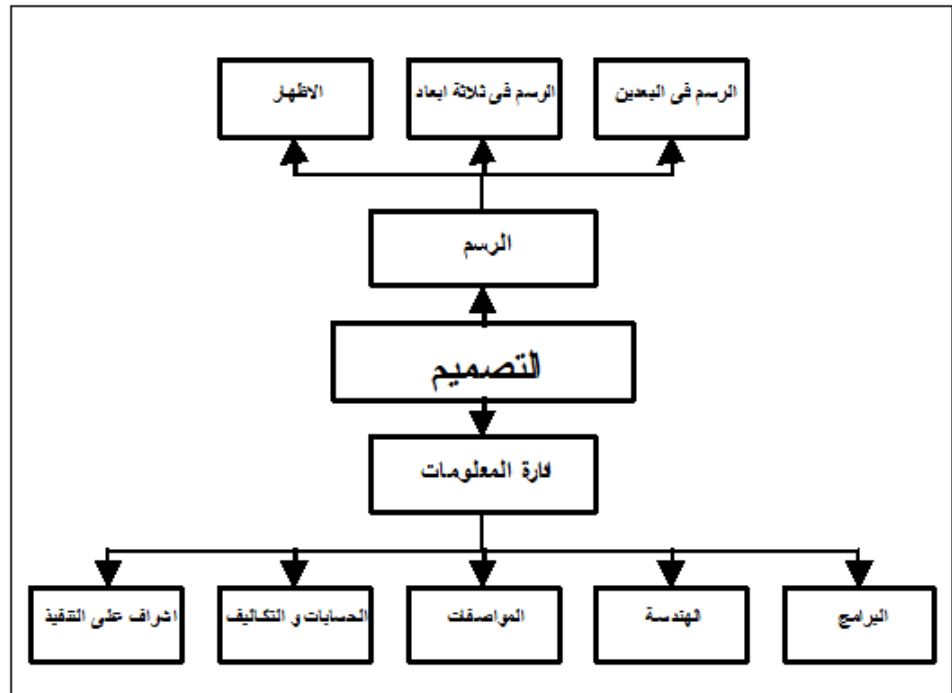 الرسم فى البعدين
الرسم فى ثلاثة ابعاد
الاظهار
الرسم
التصميم
ادارة المعلومات
البرامج
الهندسة
المواصفات
الحسابات و التكاليف
اشراف على التنفيذ